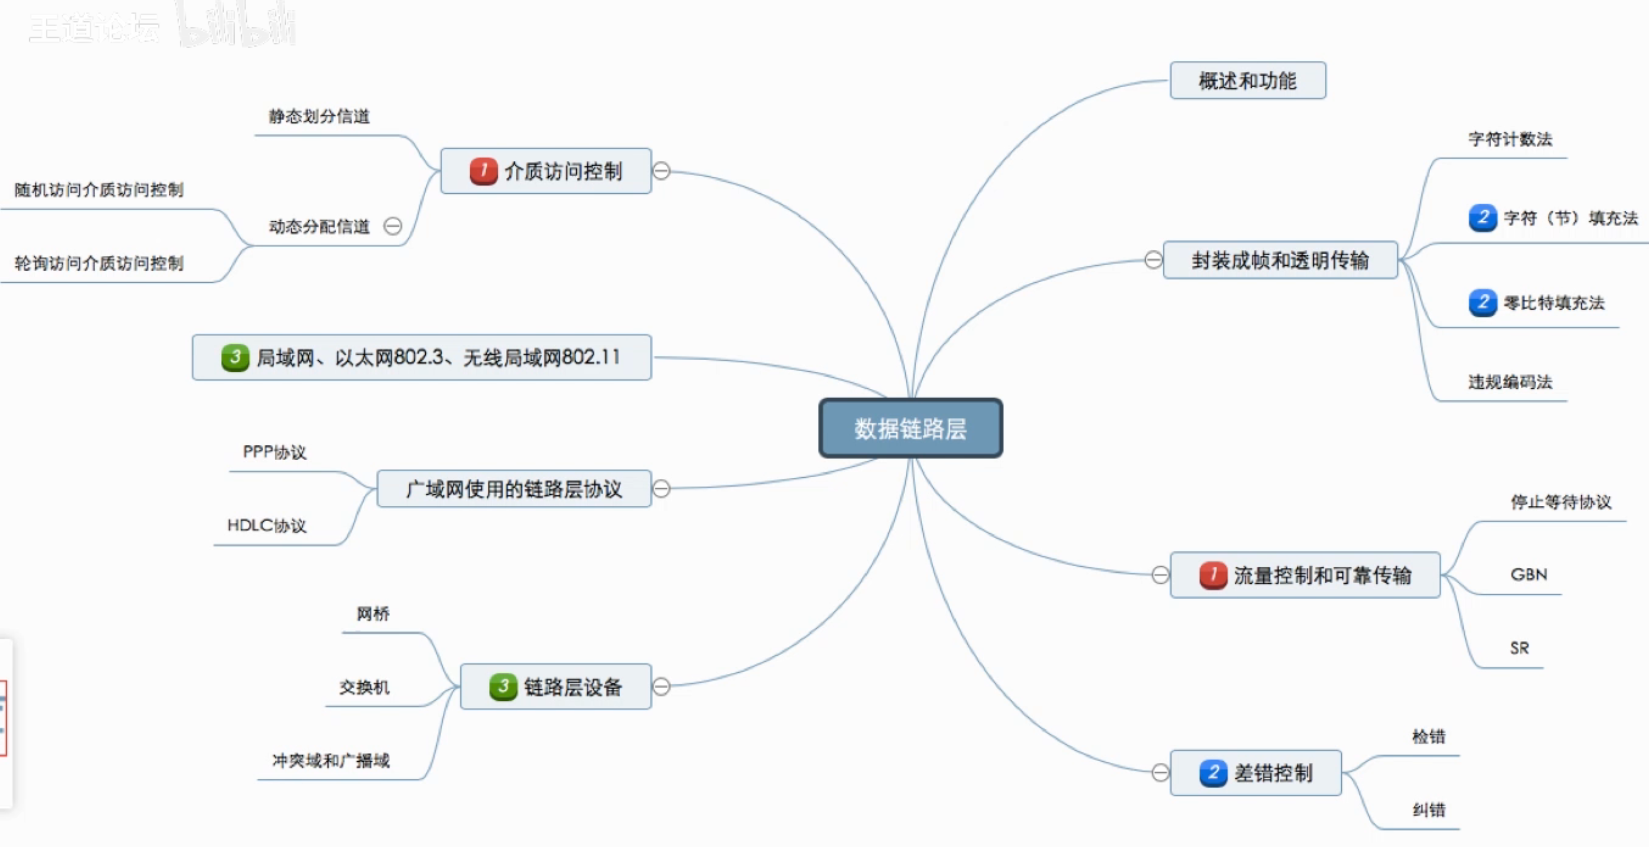 王道论坛 bilibili
概述和功能
静态划分信道
字符计数法
1 介质访问控制
随机访问介质访问控制
2 字符（节）填充法
动态分配信道
轮询访问介质访问控制
封装成帧和透明传输
2 零比特填充法
3 局域网、以太网802.3、无线局域网802.11
违规编码法
数据链路层
PPP协议
广域网使用的链路层协议
停止等待协议
HDLC协议
1 流量控制和可靠传输
GBN
网桥
SR
3 链路层设备
交换机
检错
冲突域和广播域
2 差错控制
纠错